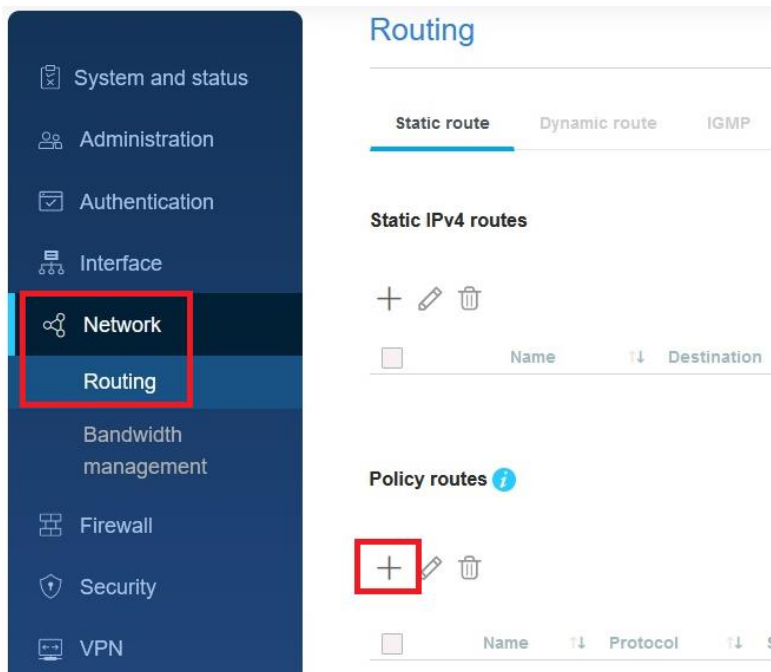 System and status
Administration
Authentication
Interface
Network
Routing
Bandwidth
management
Firewall
Security
VPN
Routing
Static route Dynamic route IGMP
Static IPv4 routes
Name Destination
Policy routes i
Name Protocol S